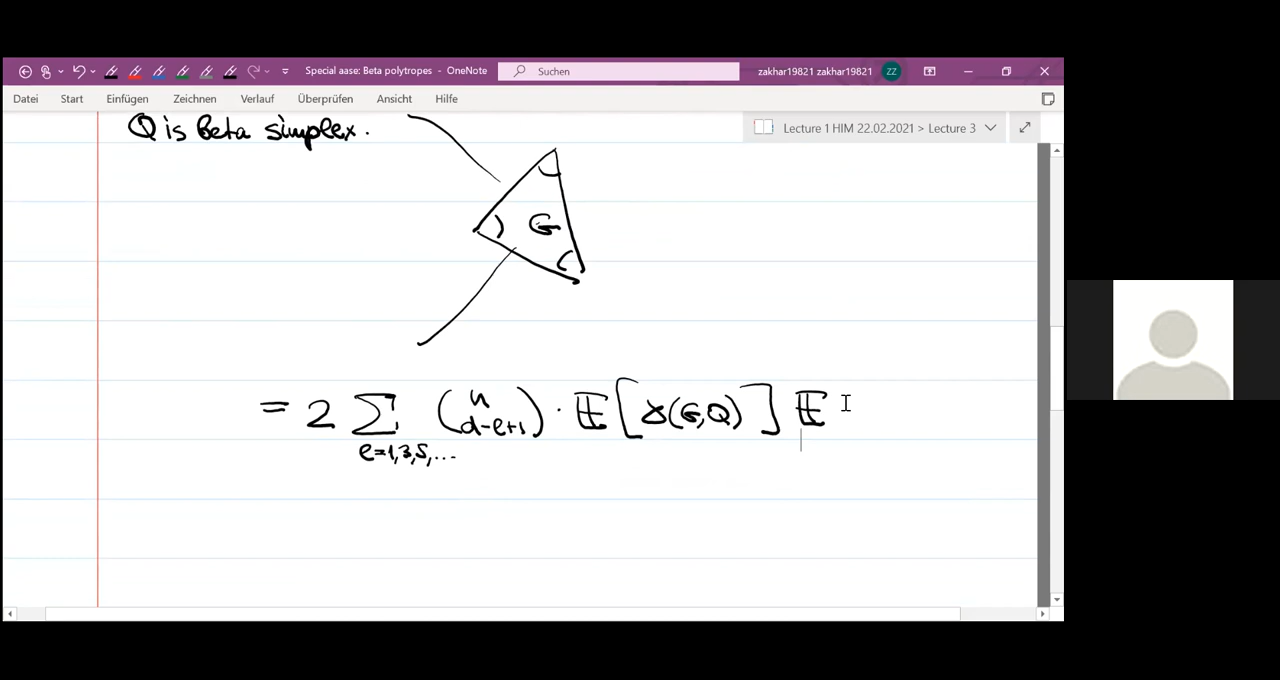 Special aase: Beta polytropes - OneNote
Suchen
zakhar19821 zakhar19821
ZZ
Datei Start Einfügen Zeichnen Verlauf Überprüfen Ansicht Hilfe
Lecture 1 HIM 22.02.2021 > Lecture 3
Q is Beta simplex.
G
= 2 ∑ (n d-e+1) · 𝔼[γ(G,Q)] 𝔼
e=1,3,5,...